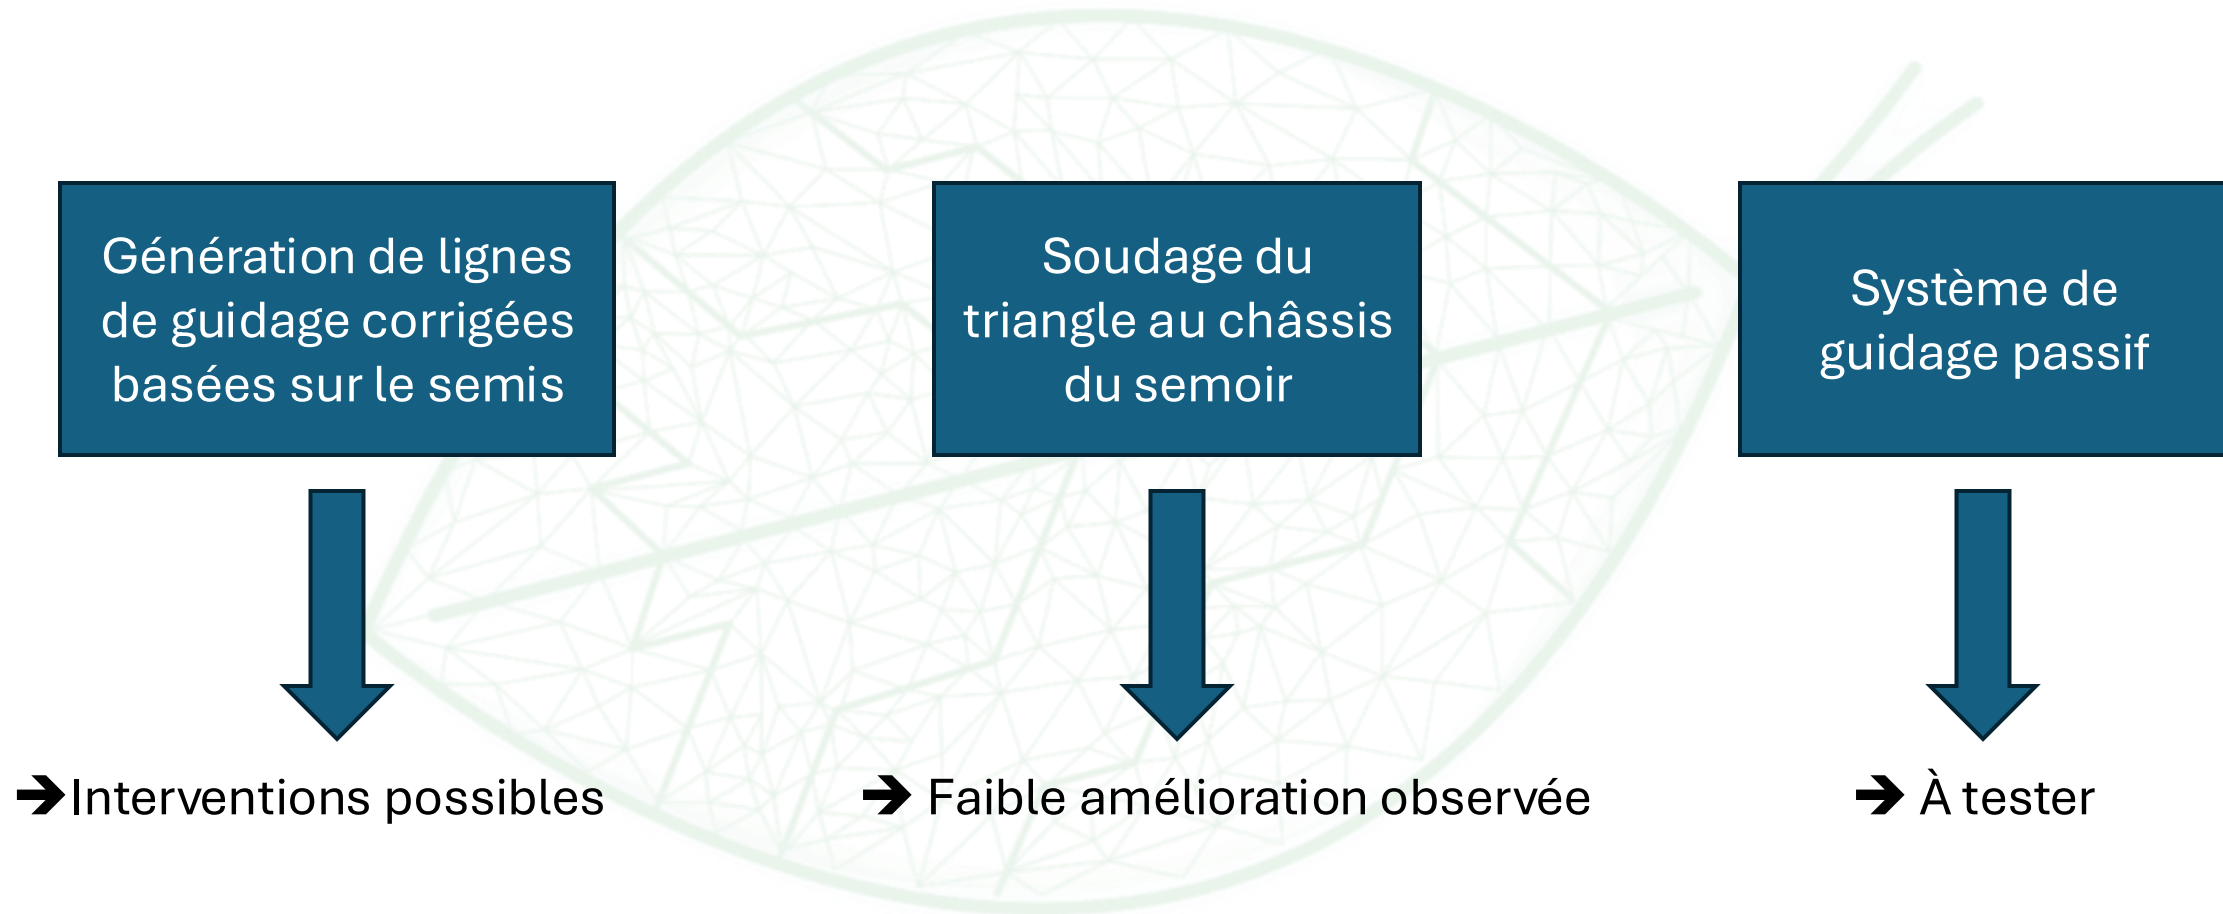 Génération de lignes
de guidage corrigées
basées sur le semis
Soudage du
triangle au châssis
du semoir
Système de
guidage passif
➔Interventions possibles
➔ Faible amélioration observée
➔ À tester